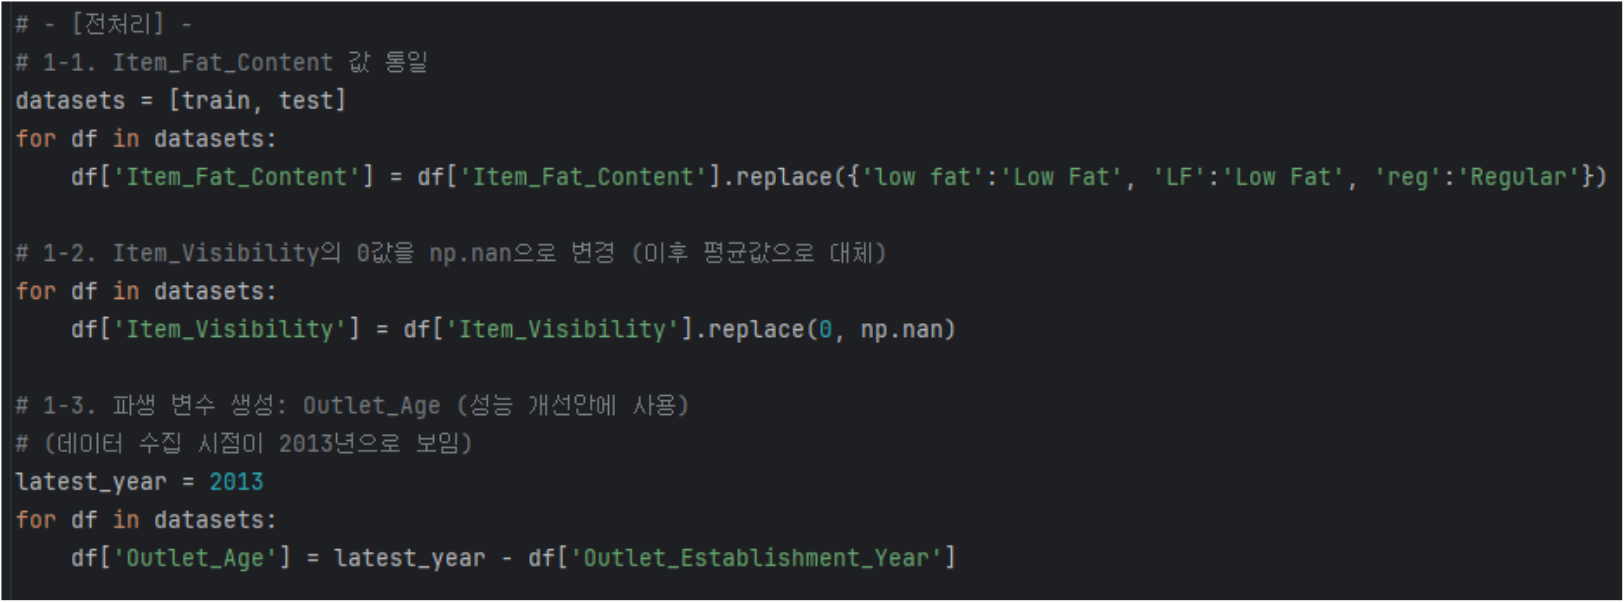 # - [전처리] -
# 1-1. Item_Fat_Content 값 통일
datasets = [train, test]
for df in datasets:
    df['Item_Fat_Content'] = df['Item_Fat_Content'].replace({'low fat':'Low Fat', 'LF':'Low Fat', 'reg':'Regular'})
# 1-2. Item_Visibility의 0값을 np.nan으로 변경 (이후 평균값으로 대체)
for df in datasets:
    df['Item_Visibility'] = df['Item_Visibility'].replace(0, np.nan)
# 1-3. 파생 변수 생성: Outlet_Age (성능 개선안에 사용)
# (데이터 수집 시점이 2013년으로 보임)
latest_year = 2013
for df in datasets:
    df['Outlet_Age'] = latest_year - df['Outlet_Establishment_Year']